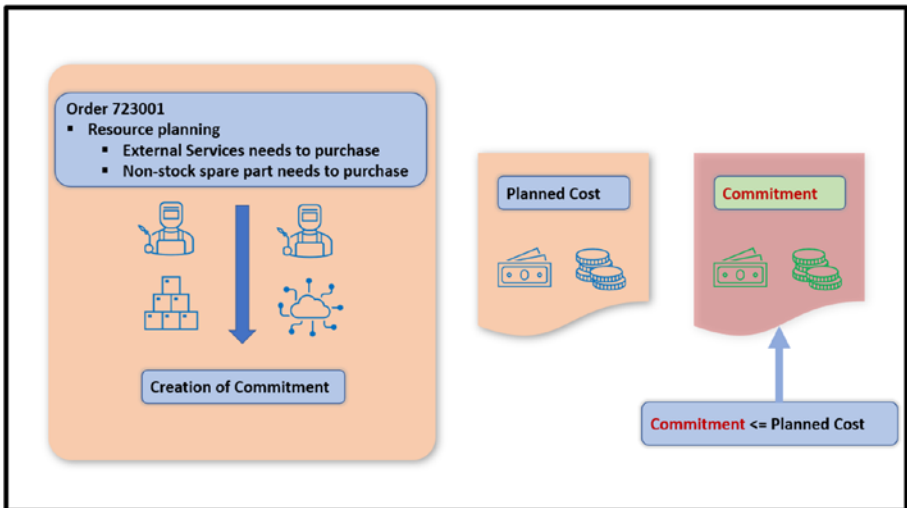 Order 723001
▪ Resource planning
▪ External Services needs to purchase
▪ Non-stock spare part needs to purchase
Creation of Commitment
Planned Cost
Commitment
Commitment <= Planned Cost